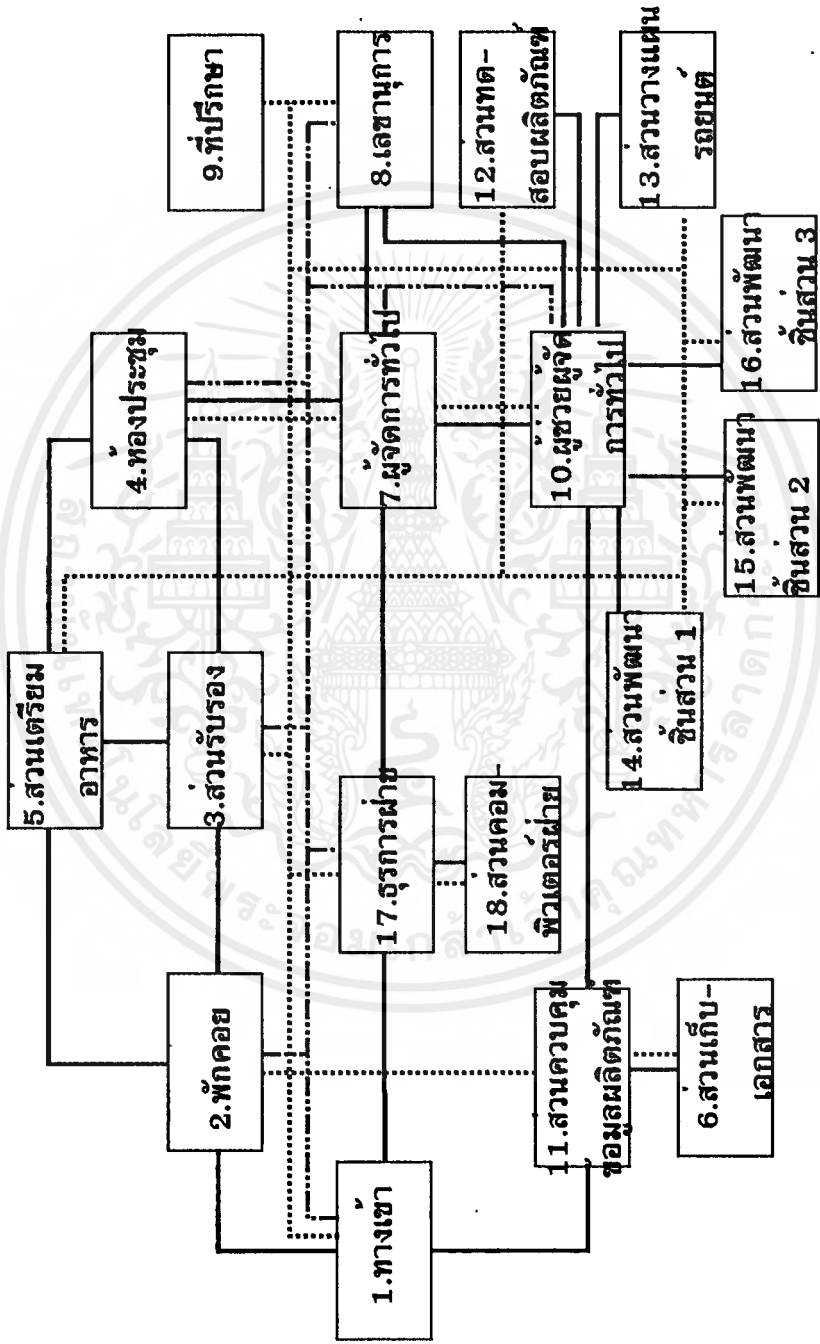 1.ทางเข้า
2.พักคอย
3.ส่วนรับรอง
4.ห้องประชุม
5.ส่วนเตรียม
อาหาร
6.ส่วนเก็บ-
เอกสาร
7.ผู้จัดการทั่วไป
8.เลขานุการ
9.ที่ปรึกษา
10.ผู้ช่วยผู้จัด
การทั่วไป
11.ส่วนควบคุม
ข้อมูลผลิตภัณฑ์
12.ส่วนทด-
สอบผลิตภัณฑ์
13.ส่วนวางแผน
รถยนต์
14.ส่วนพัฒนา
ชิ้นส่วน 1
15.ส่วนพัฒนา
ชิ้นส่วน 2
16.ส่วนพัฒนา
ชิ้นส่วน 3
17.ธุรการฝ่าย
18.ส่วนคอม-
พิวเตอร์ฝ่าย